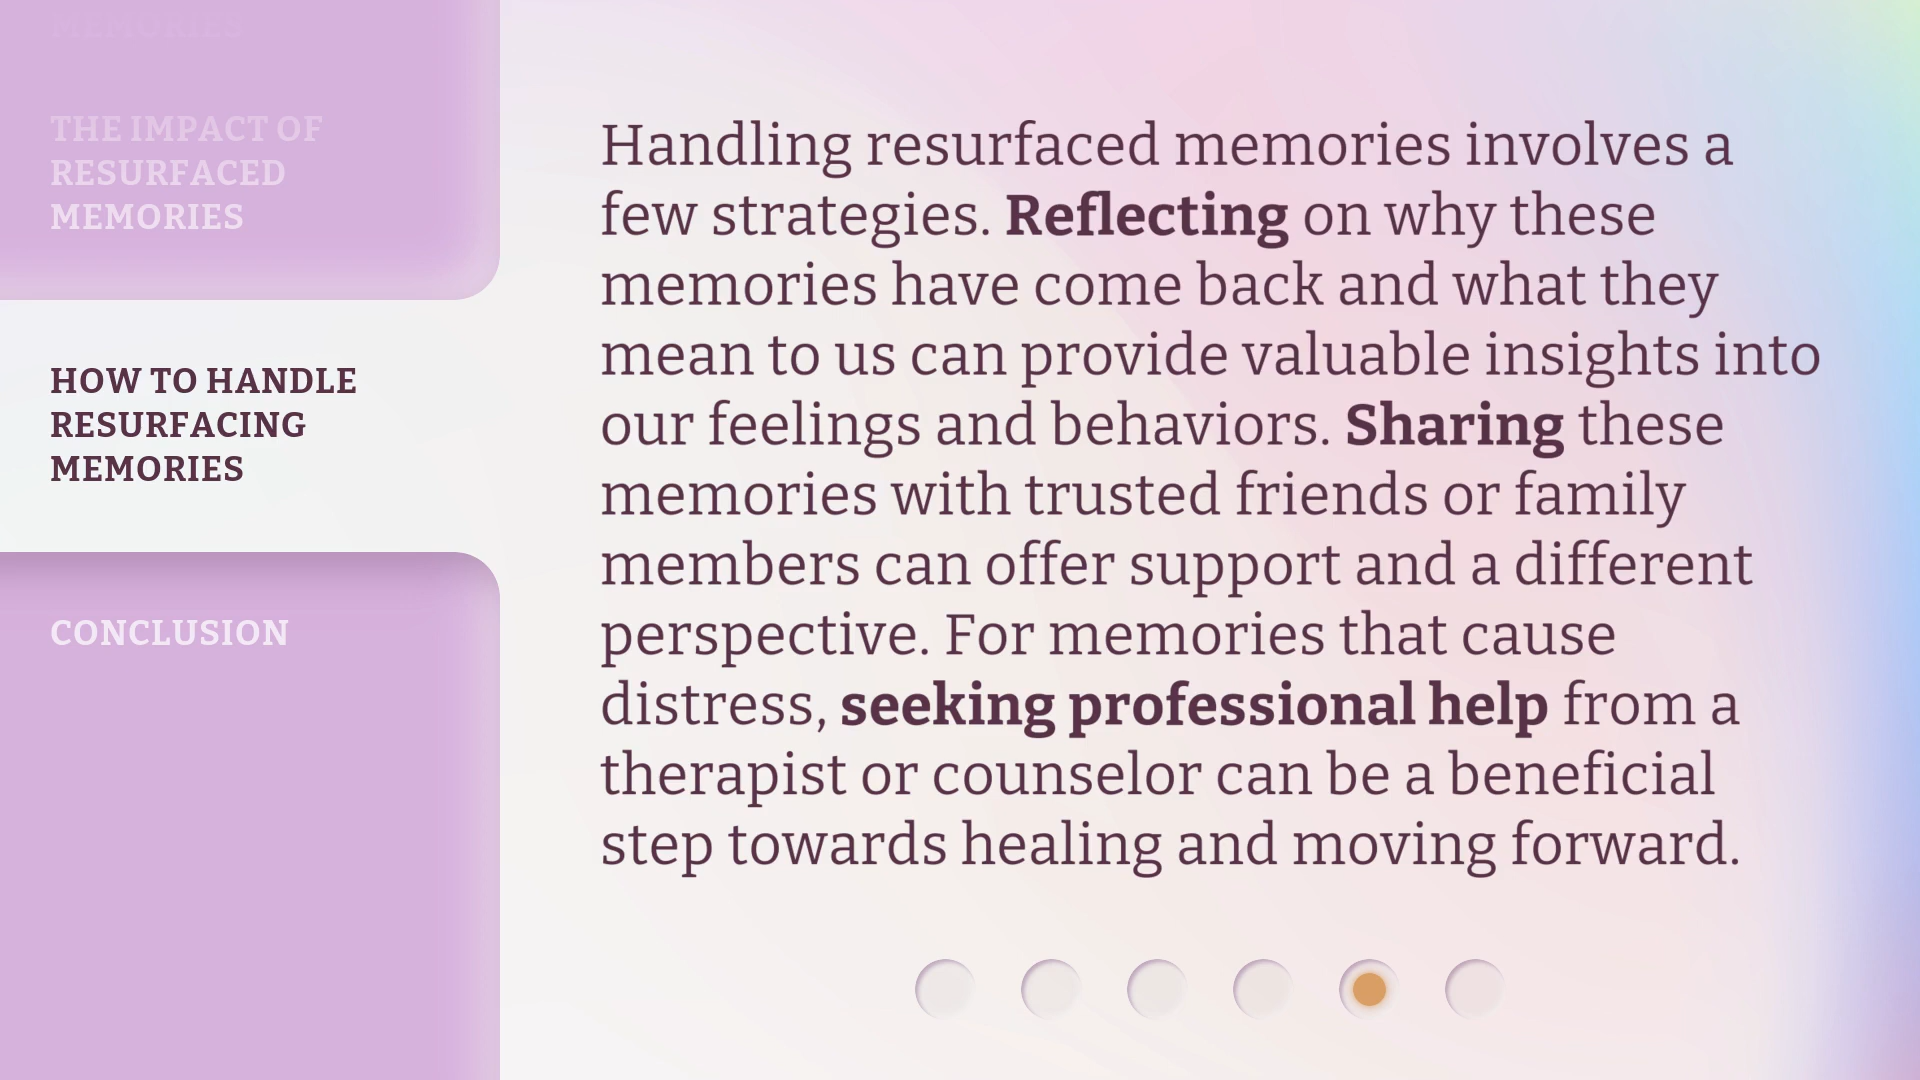 MEMORIES
THE IMPACT OF
RESURFACED
MEMORIES
HOW TO HANDLE
RESURFACING
MEMORIES
CONCLUSION
Handling resurfaced memories involves a
few strategies. Reflecting on why these
memories have come back and what they
mean to us can provide valuable insights into
our feelings and behaviors. Sharing these
memories with trusted friends or family
members can offer support and a different
perspective. For memories that cause
distress, seeking professional help from a
therapist or counselor can be a beneficial
step towards healing and moving forward.